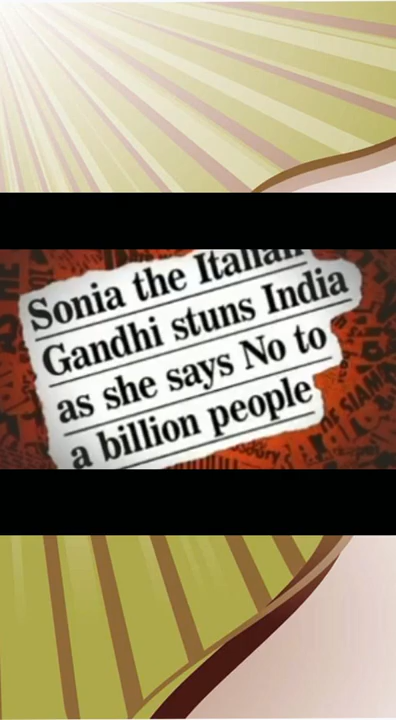 Sonia the Italian
Gandhi stuns India
as she says No to
a billion people